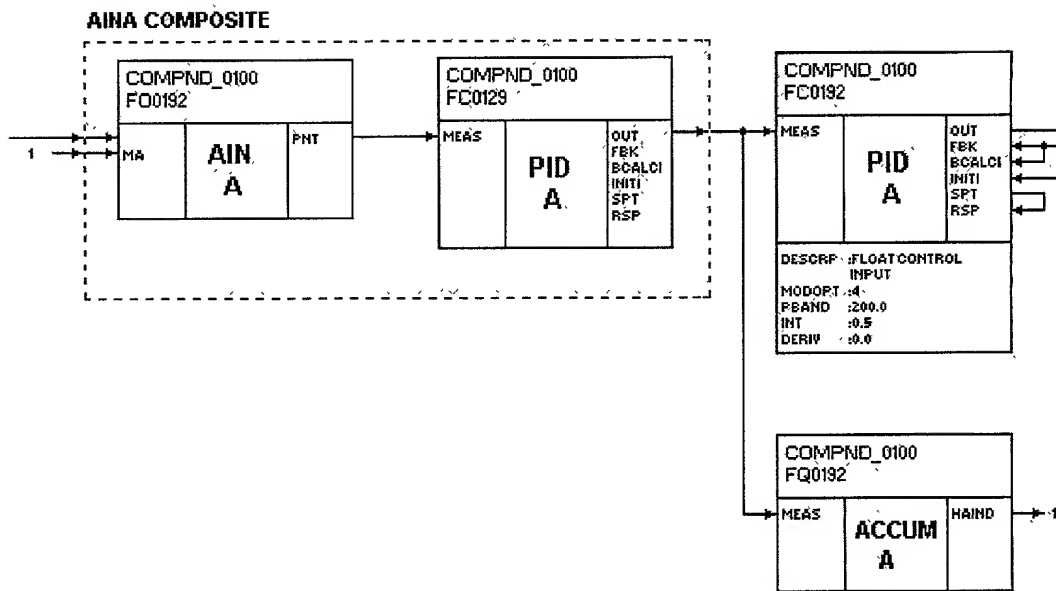 AINA COMPOSITE
COMPND_0100
FO0192
1
MA
AIN
A
PNT
COMPND_0100
FC0129
MEAS
PID
A
OUT
FBK
BCALCI
INITI
SPT
RSP
COMPND_0100
FC0192
MEAS
PID
A
OUT
FBK
BCALCI
INITI
SPT
RSP
DESCRP :FLOATCONTROL
INPUT
MODOPT :4
PBAND :200.0
INT :0.5
DERIV :0.0
COMPND_0100
FQ0192
MEAS
ACCUM
A
HAIND
1